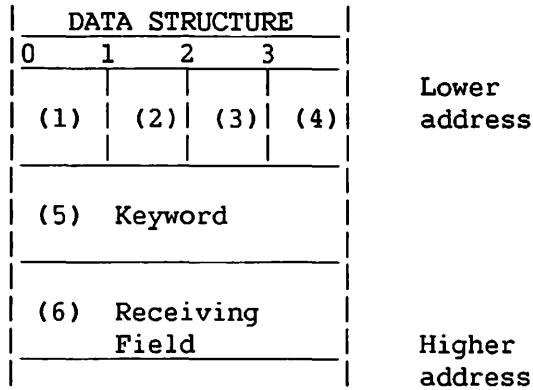 DATA STRUCTURE
0 1 2 3
(1) (2) (3) (4)
Lower
address
(5) Keyword
(6) Receiving
Field
Higher
address